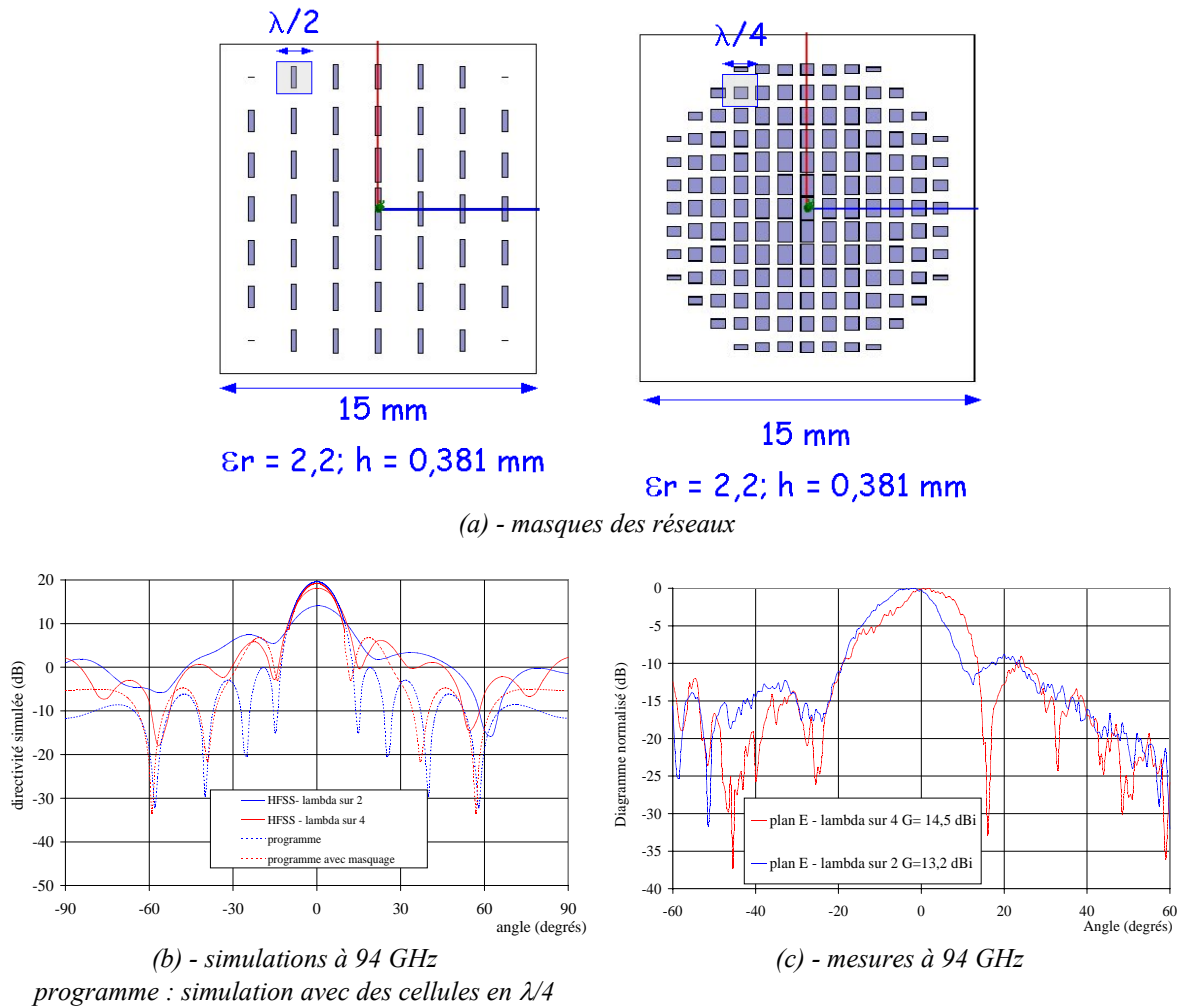 λ/2
λ/4
15 mm
15 mm
εr = 2,2; h = 0,381 mm
εr = 2,2; h = 0,381 mm
(a) - masques des réseaux
20
10
0
-10
-20
-30
-40
-50
-90
-60
-30
0
30
60
90
directivité simulée (dB)
angle (degrés)
HFSS- lambda sur 2
HFSS - lambda sur 4
programme
programme avec masquage
0
-5
-10
-15
-20
-25
-30
-35
-40
-60
-40
-20
0
20
40
60
Diagramme normalisé (dB)
Angle (degrés)
plan E - lambda sur 4 G= 14,5 dBi
plan E - lambda sur 2 G=13,2 dBi
(b) - simulations à 94 GHz
(c) - mesures à 94 GHz
programme : simulation avec des cellules en λ/4